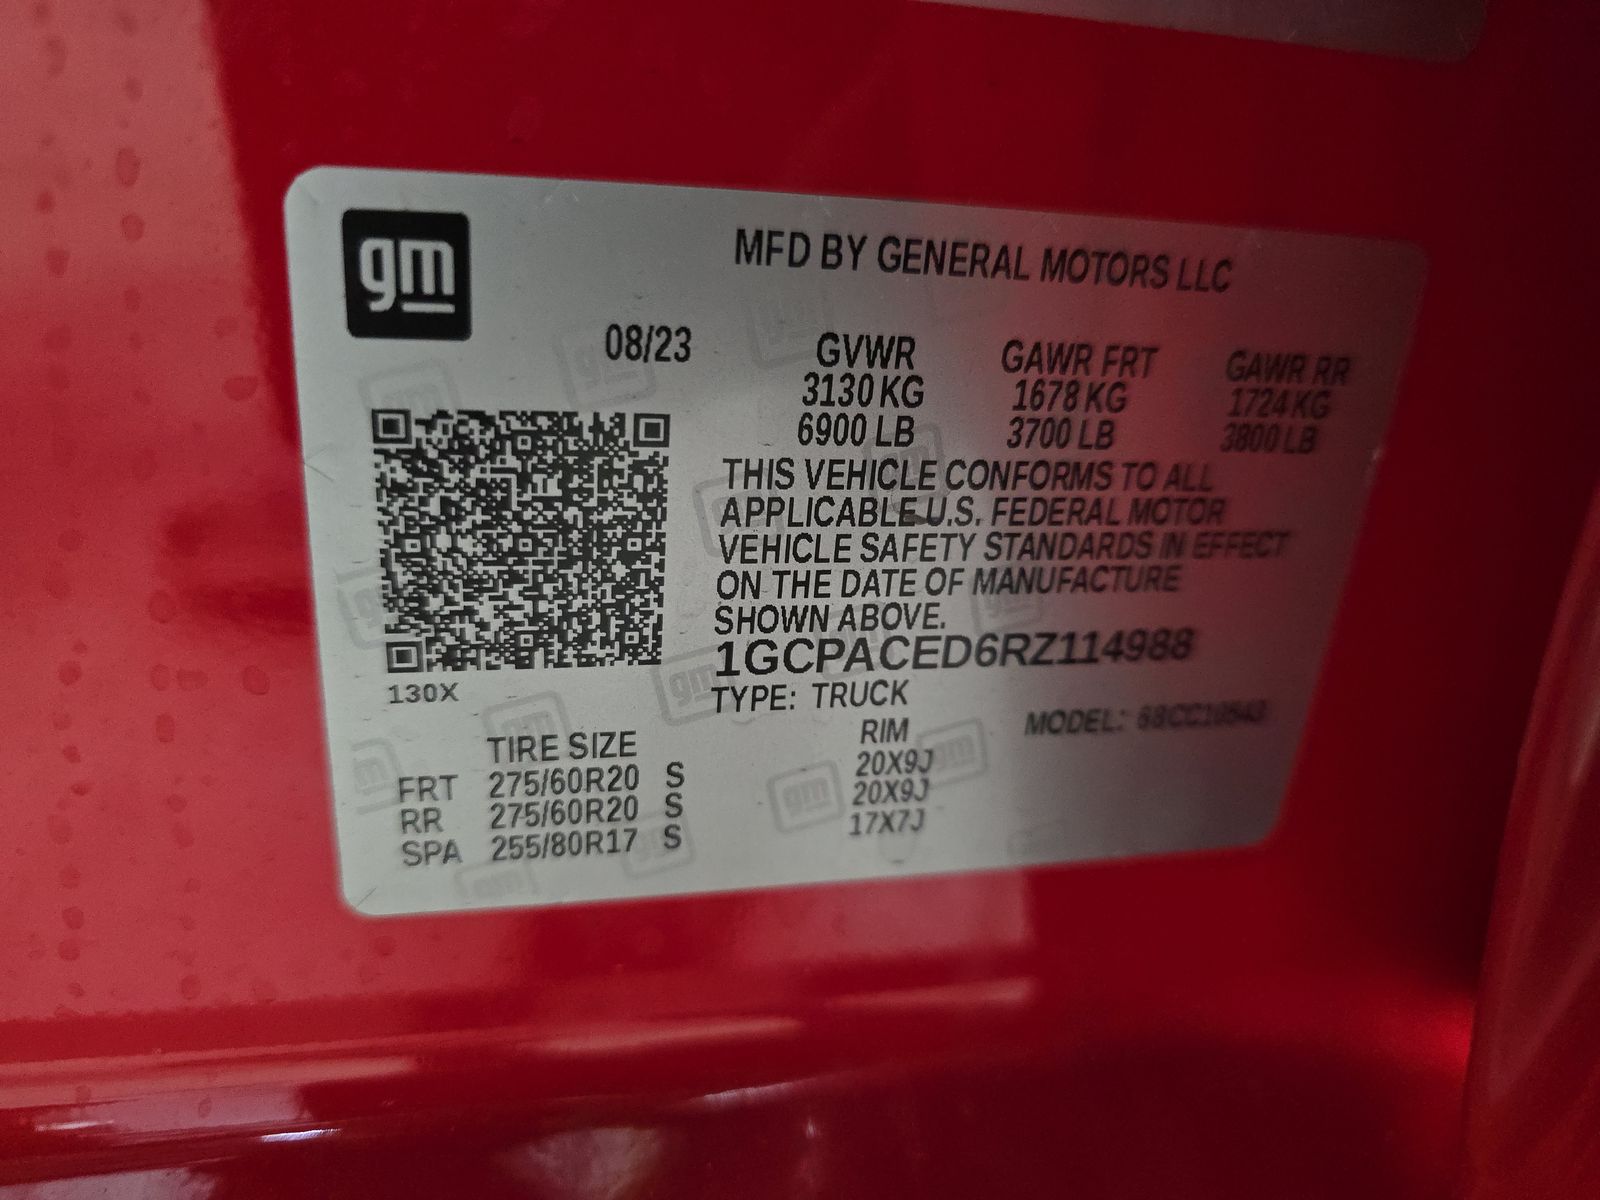 gm
MFD BY GENERAL MOTORS LLC
08/23 GVWR GAWR FRT GAWR RR
3130 KG 1678 KG 1724 KG
6900 LB 3700 LB 3800 LB
THIS VEHICLE CONFORMS TO ALL
APPLICABLE U.S. FEDERAL MOTOR
VEHICLE SAFETY STANDARDS IN EFFECT
ON THE DATE OF MANUFACTURE
SHOWN ABOVE.
1GCPACED6RZ114988
130X
TYPE: TRUCK
MODEL:
TIRE SIZE RIM
FRT 275/60R20 S 20X9J
RR 275/60R20 S 20X9J
SPA 255/80R17 S 17X7J